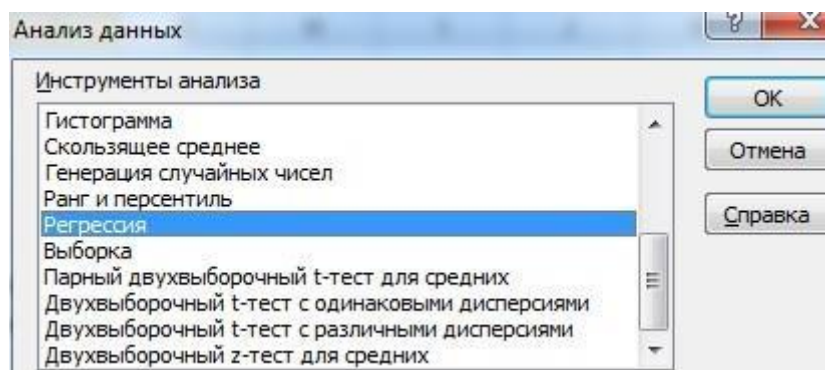 Анализ данных
Инструменты анализа
Гистограмма
Скользящее среднее
Генерация случайных чисел
Ранг и персентиль
Регрессия
Выборка
Парный двухвыборочный t-тест для средних
Двухвыборочный t-тест с одинаковыми дисперсиями
Двухвыборочный t-тест с различными дисперсиями
Двухвыборочный z-тест для средних
OK
Отмена
Справка